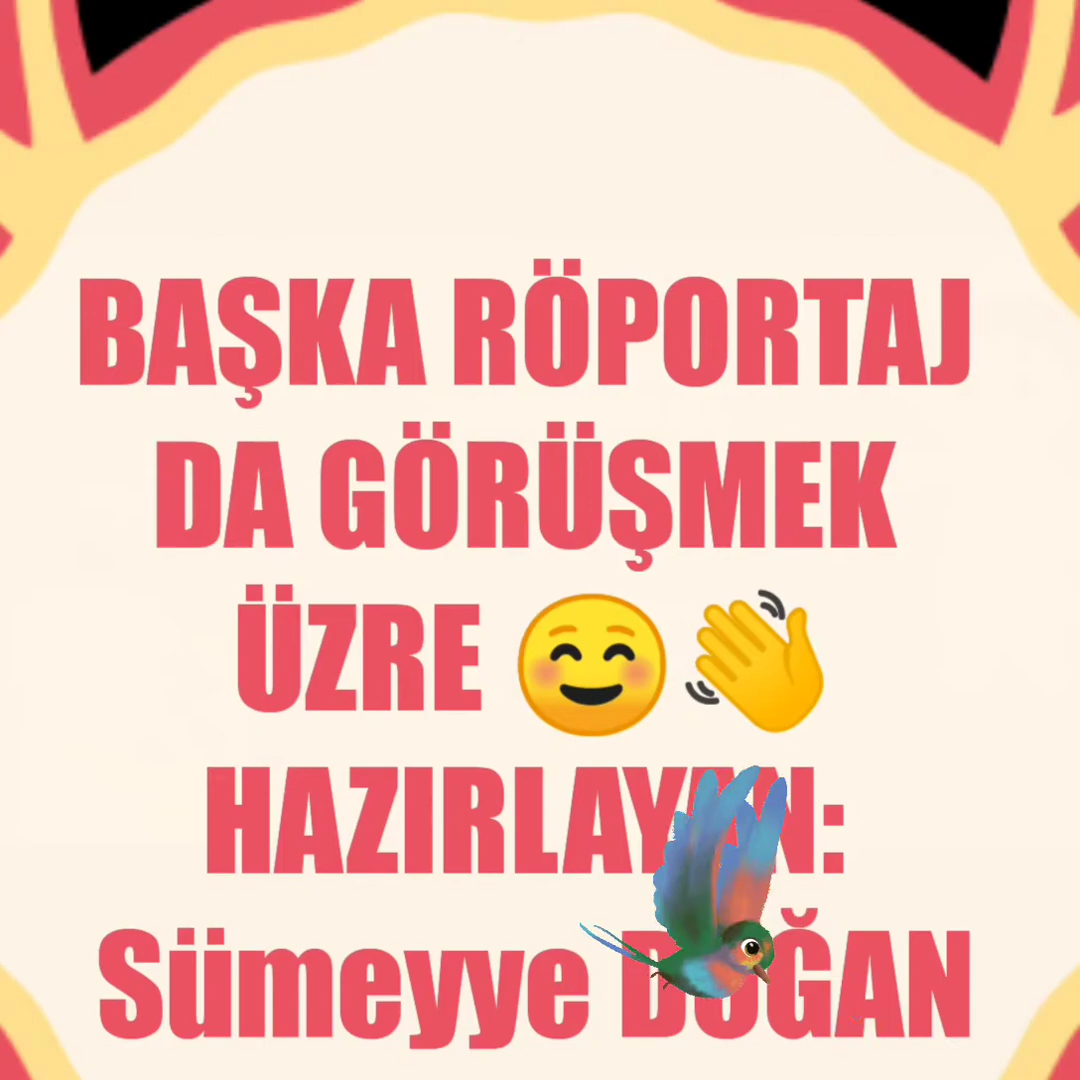 BAŞKA RÖPORTAJ
DA GÖRÜŞMEK
ÜZRE ☺️👋
HAZIRLAYAN:
Sümeyye DOĞAN